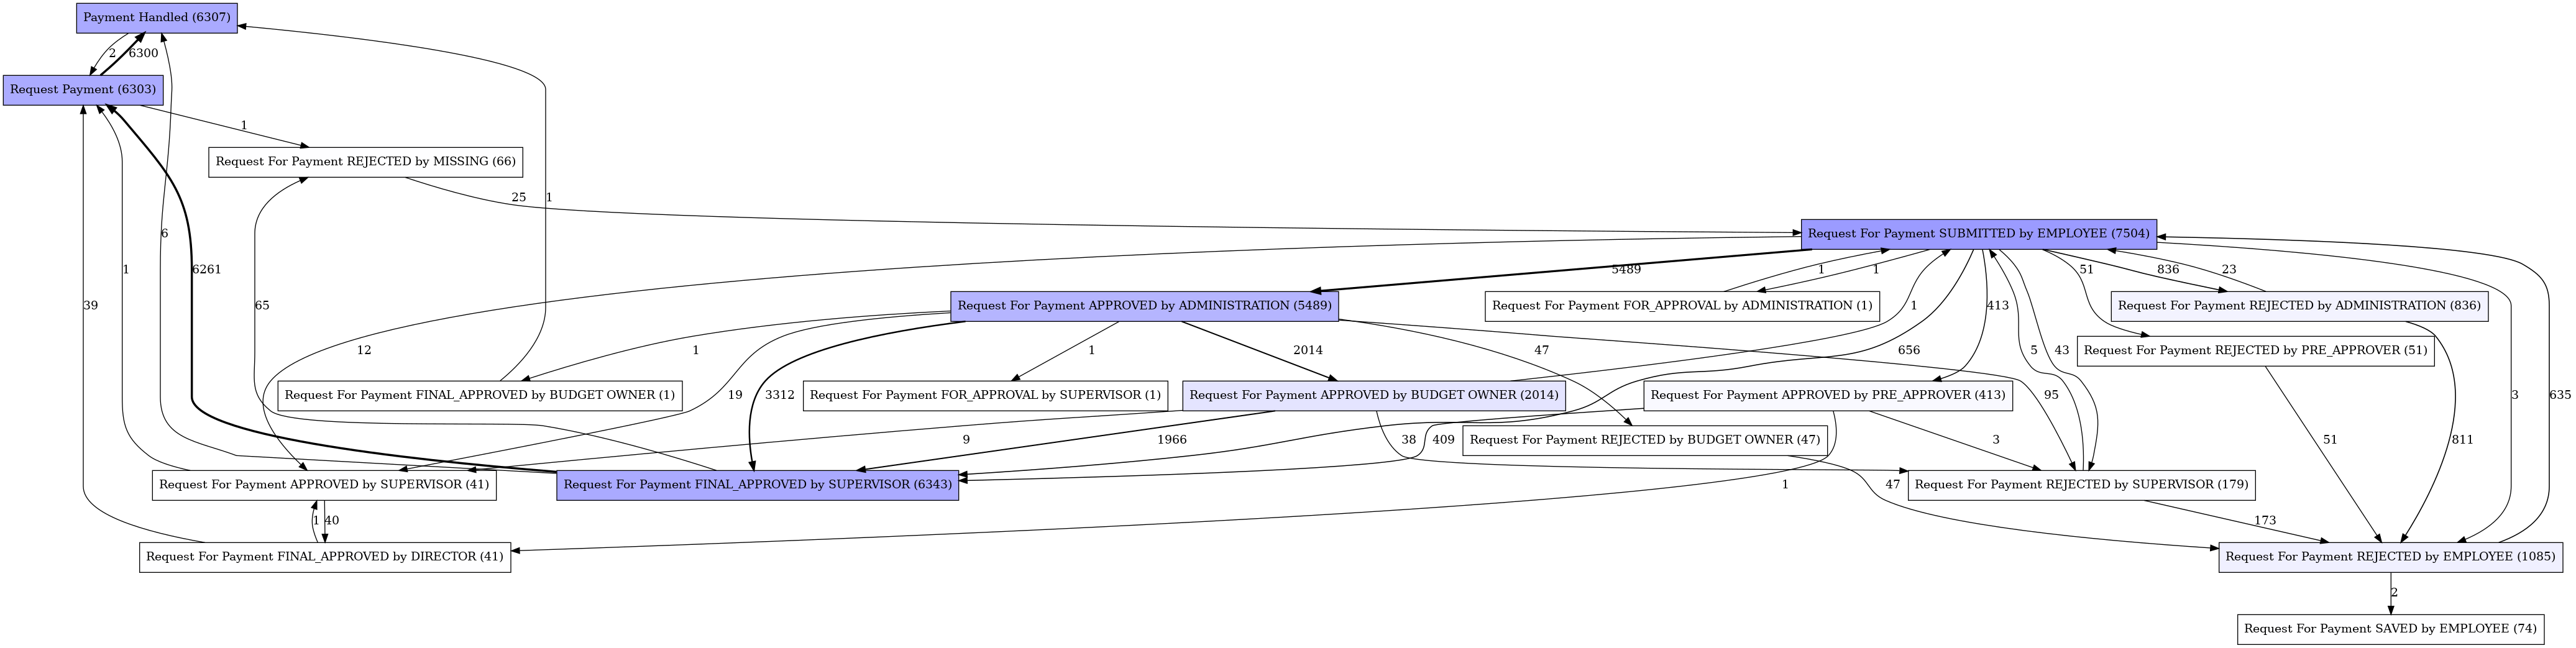 Payment Handled (6307)
2
6300
Request Payment (6303)
1
Request For Payment REJECTED by MISSING (66)
25
1
6
Request For Payment SUBMITTED by EMPLOYEE (7504)
1
6261
5489
1
1
51
836
23
39
65
Request For Payment APPROVED by ADMINISTRATION (5489)
Request For Payment FOR_APPROVAL by ADMINISTRATION (1)
1
413
Request For Payment REJECTED by ADMINISTRATION (836)
12
1
1
2014
47
656
5
43
Request For Payment REJECTED by PRE_APPROVER (51)
Request For Payment FINAL_APPROVED by BUDGET OWNER (1)
3312
Request For Payment FOR_APPROVAL by SUPERVISOR (1)
Request For Payment APPROVED by BUDGET OWNER (2014)
Request For Payment APPROVED by PRE_APPROVER (413)
19
95
3
635
9
1966
38
409
Request For Payment REJECTED by BUDGET OWNER (47)
3
51
811
Request For Payment APPROVED by SUPERVISOR (41)
Request For Payment FINAL_APPROVED by SUPERVISOR (6343)
1
47
Request For Payment REJECTED by SUPERVISOR (179)
1
40
173
Request For Payment FINAL_APPROVED by DIRECTOR (41)
Request For Payment REJECTED by EMPLOYEE (1085)
2
Request For Payment SAVED by EMPLOYEE (74)